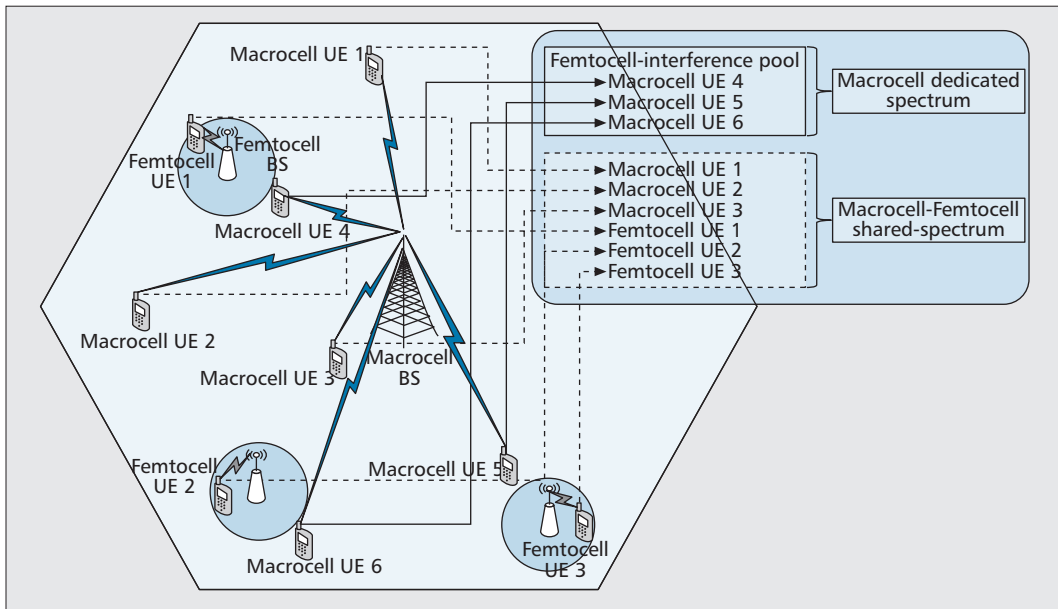 Macrocell UE 1
Femtocell-interference pool
Macrocell UE 4
Macrocell UE 5
Macrocell UE 6
Macrocell dedicated
spectrum
Femtocell
BS
Femtocell
UE 1
Macrocell UE 4
Macrocell UE 1
Macrocell UE 2
Macrocell UE 3
Femtocell UE 1
Femtocell UE 2
Femtocell UE 3
Macrocell-Femtocell
shared-spectrum
Macrocell UE 2
Macrocell UE 3
Macrocell
BS
Femtocell
UE 2
Macrocell UE 5
Macrocell UE 6
Femtocell
UE 3